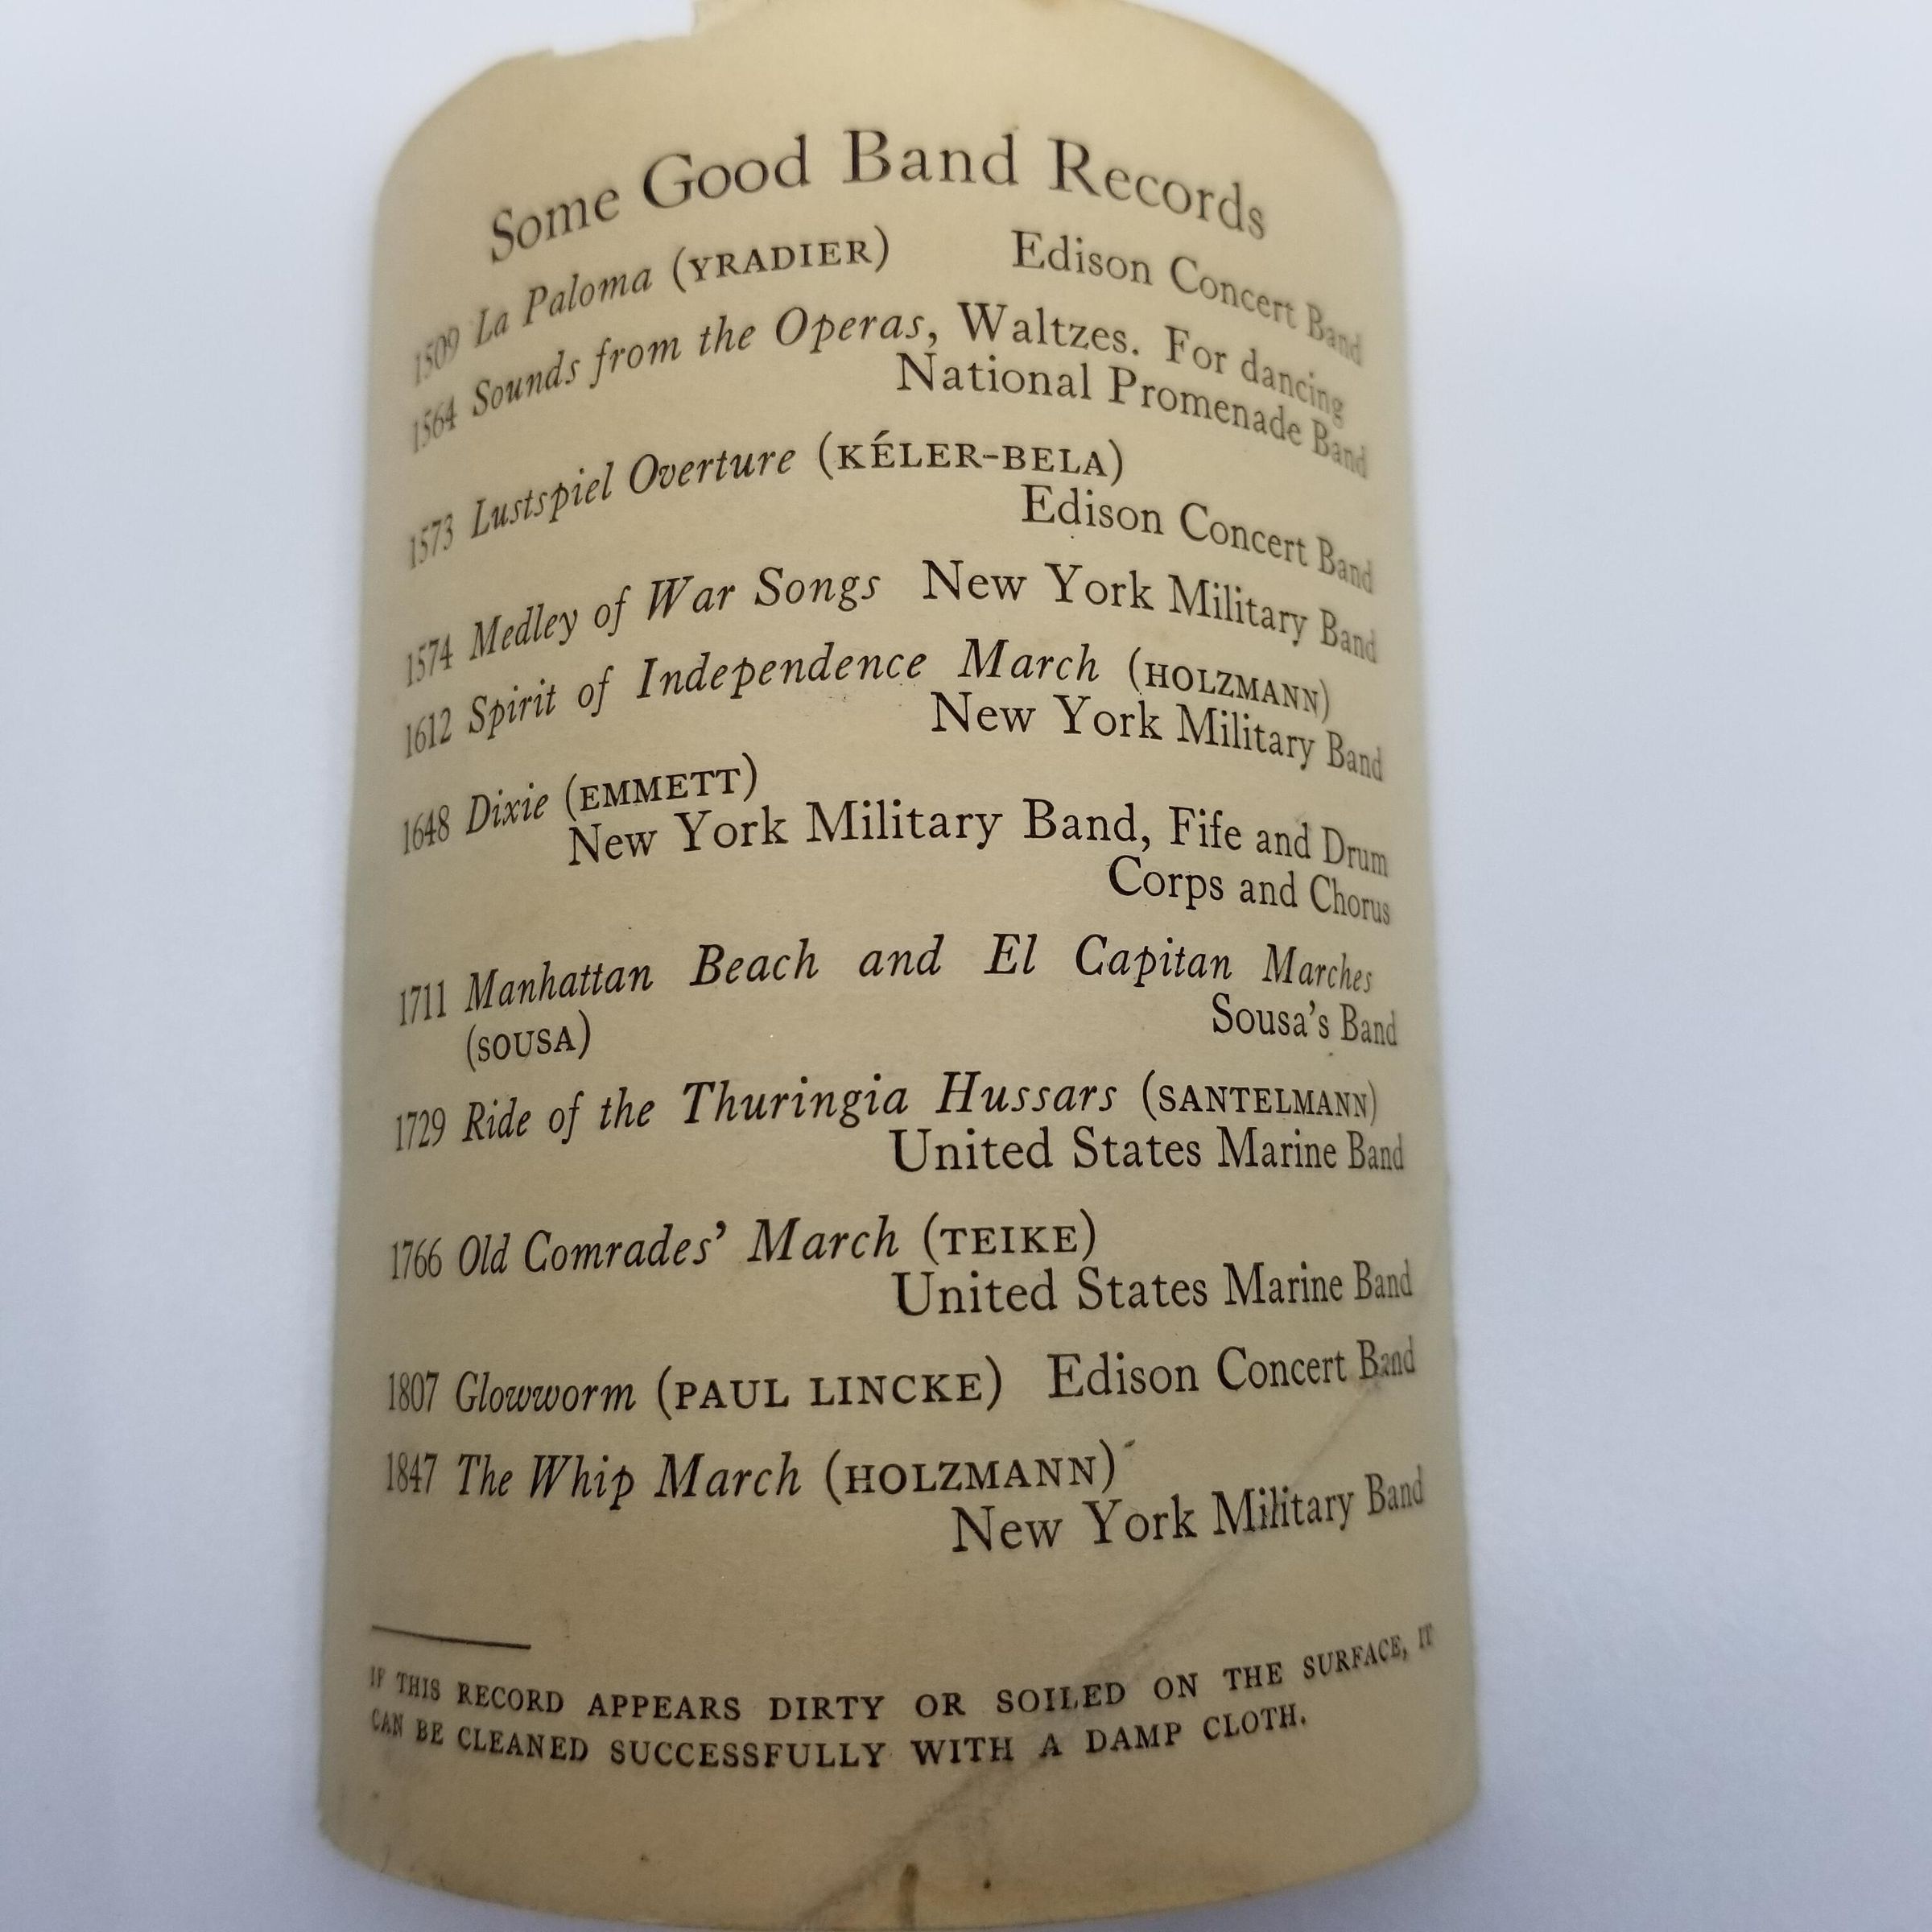 Some Good Band Records
1509 La Paloma (YRADIER) Edison Concert Band
1564 Sounds from the Operas, Waltzes. For dancing
National Promenade Band
1573 Lustspiel Overture (KÉLER-BELA)
Edison Concert Band
1574 Medley of War Songs New York Military Band
1612 Spirit of Independence March (HOLZMANN)
New York Military Band
1648 Dixie (EMMETT)
New York Military Band, Fife and Drum
Corps and Chorus
1711 Manhattan Beach and El Capitan Marches
(SOUSA) Sousa's Band
1729 Ride of the Thuringia Hussars (SANTELMANN)
United States Marine Band
1766 Old Comrades' March (TEIKE)
United States Marine Band
1807 Glowworm (PAUL LINCKE) Edison Concert Band
1847 The Whip March (HOLZMANN)
New York Military Band
IF THIS RECORD APPEARS DIRTY OR SOILED ON THE SURFACE, IT
CAN BE CLEANED SUCCESSFULLY WITH A DAMP CLOTH.